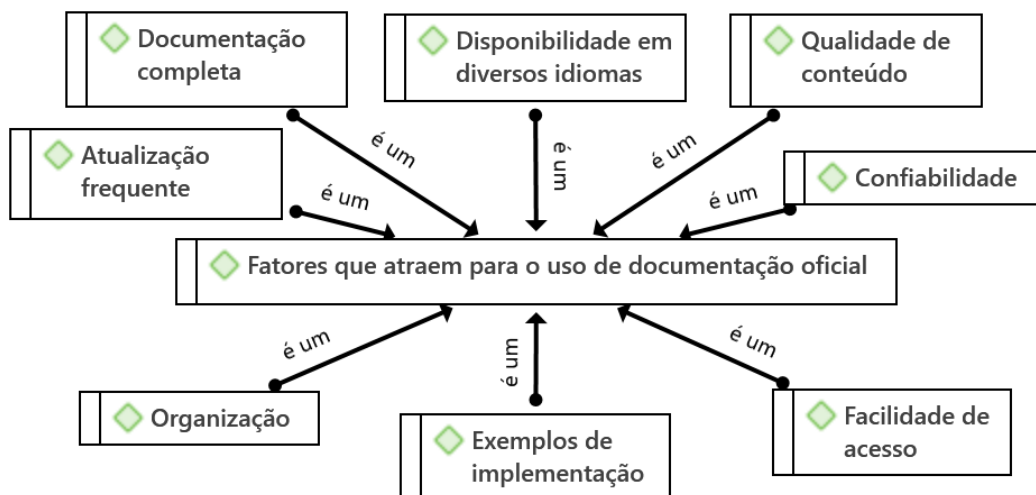 Documentação
completa
Disponibilidade em
diversos idiomas
Qualidade de
conteúdo
é um
é um
é um
Atualização
frequente
é um
é um
Confiabilidade
Fatores que atraem para o uso de documentação oficial
é um
é um
é um
Organização
Exemplos de
implementação
Facilidade de
acesso